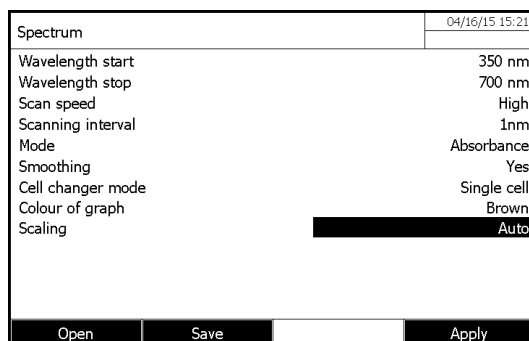 Spectrum 04/16/15 15:21
Wavelength start 350 nm
Wavelength stop 700 nm
Scan speed High
Scanning interval 1nm
Mode Absorbance
Smoothing Yes
Cell changer mode Single cell
Colour of graph Brown
Scaling Auto
Open Save Apply